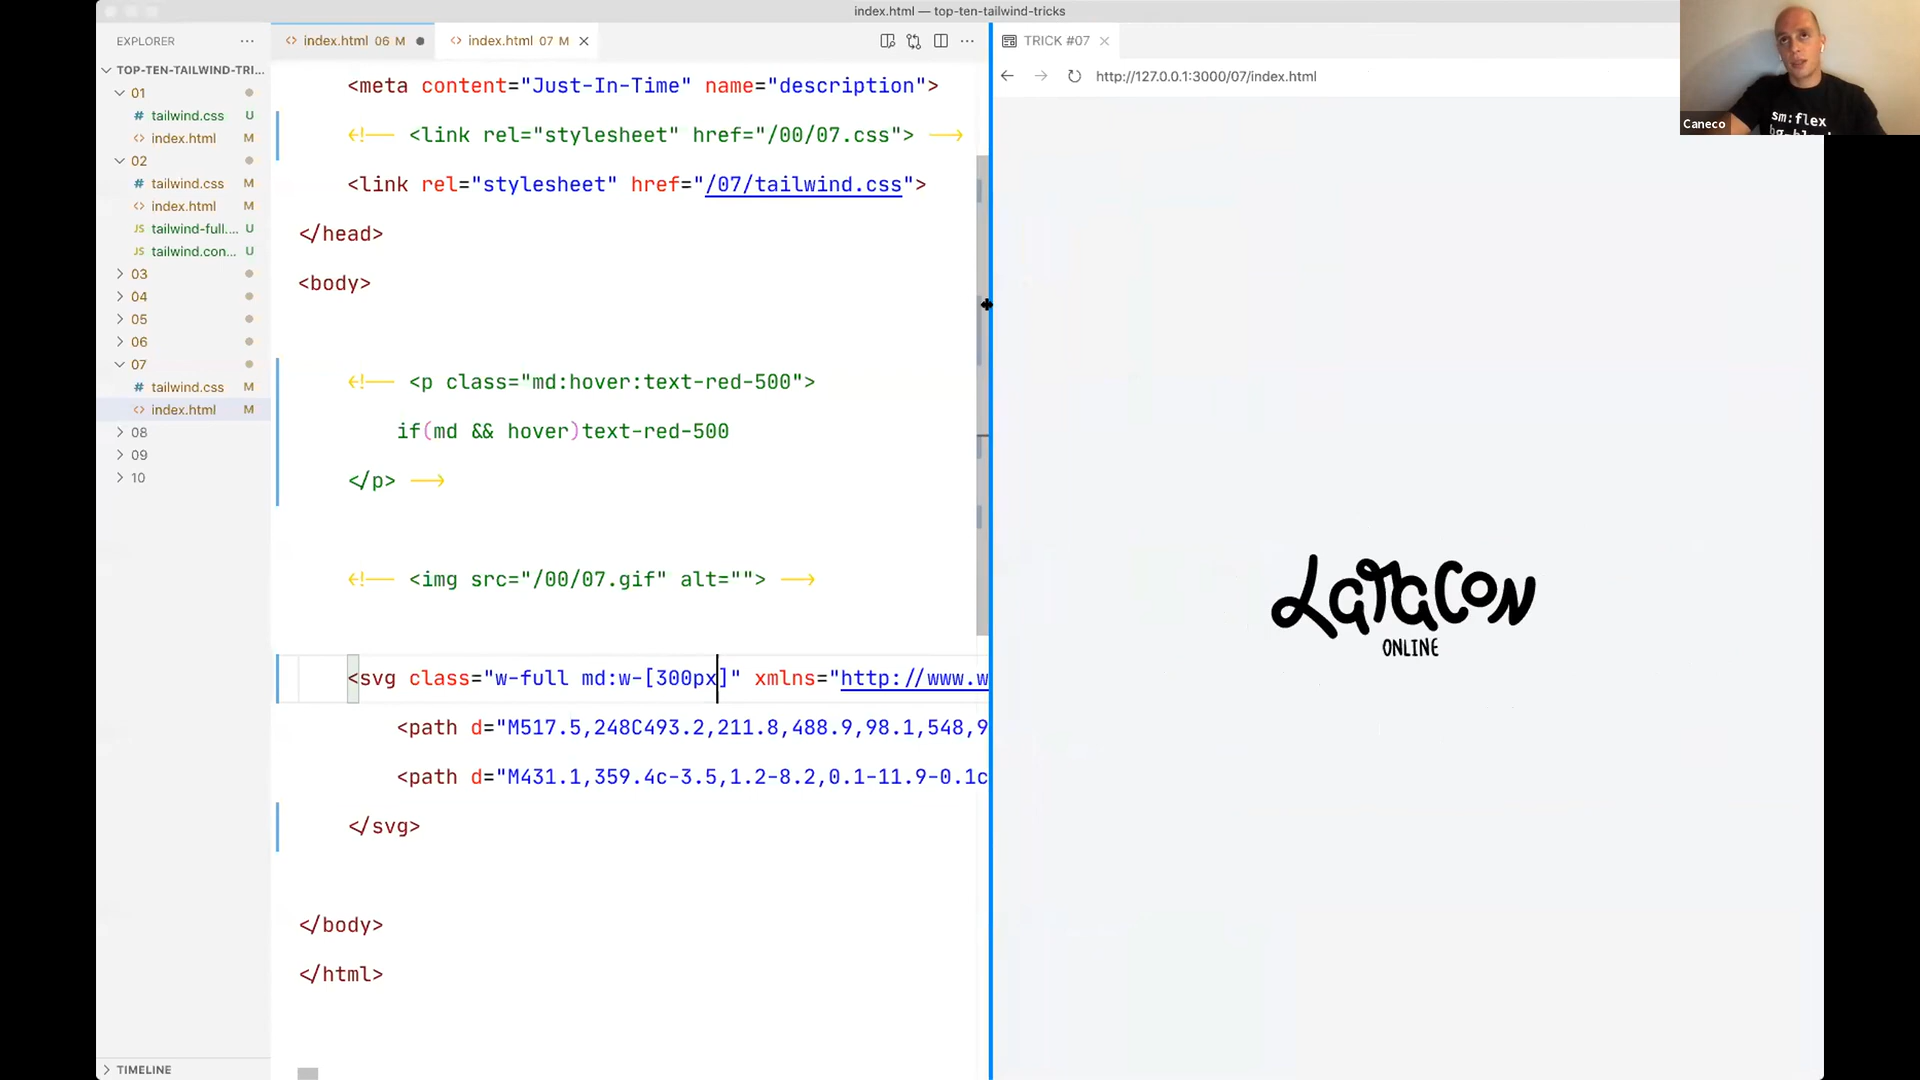 index.html — top-ten-tailwind-tricks
EXPLORER
index.html 06 M
index.html 07 M
TRICK #07
http://127.0.0.1:3000/07/index.html
TOP-TEN-TAILWIND-TRI...
01
tailwind.css U
index.html M
02
tailwind.css M
index.html M
tailwind-full.... U
tailwind.con... U
03
04
05
06
07
tailwind.css M
index.html M
08
09
10
TIMELINE
<meta content="Just-In-Time" name="description">
<!-- <link rel="stylesheet" href="/00/07.css"> -->
<link rel="stylesheet" href="/07/tailwind.css">
</head>
<body>
<!-- <p class="md:hover:text-red-500">
if(md && hover)text-red-500
</p> -->
<!-- <img src="/00/07.gif" alt=""> -->
<svg class="w-full md:w-[300px]" xmlns="http://www.w
<path d="M517.5,248C493.2,211.8,488.9,98.1,548,9
<path d="M431.1,359.4c-3.5,1.2-8.2,0.1-11.9-0.1c
</svg>
</body>
</html>
Laracon
ONLINE
sm:flex
Caneco